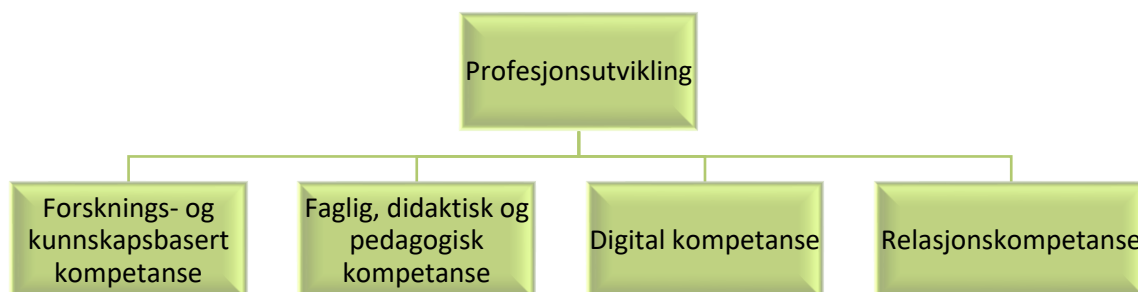 Profesjonsutvikling
Forsknings- og
kunnskapsbasert
kompetanse
Faglig, didaktisk og
pedagogisk
kompetanse
Digital kompetanse
Relasjonskompetanse